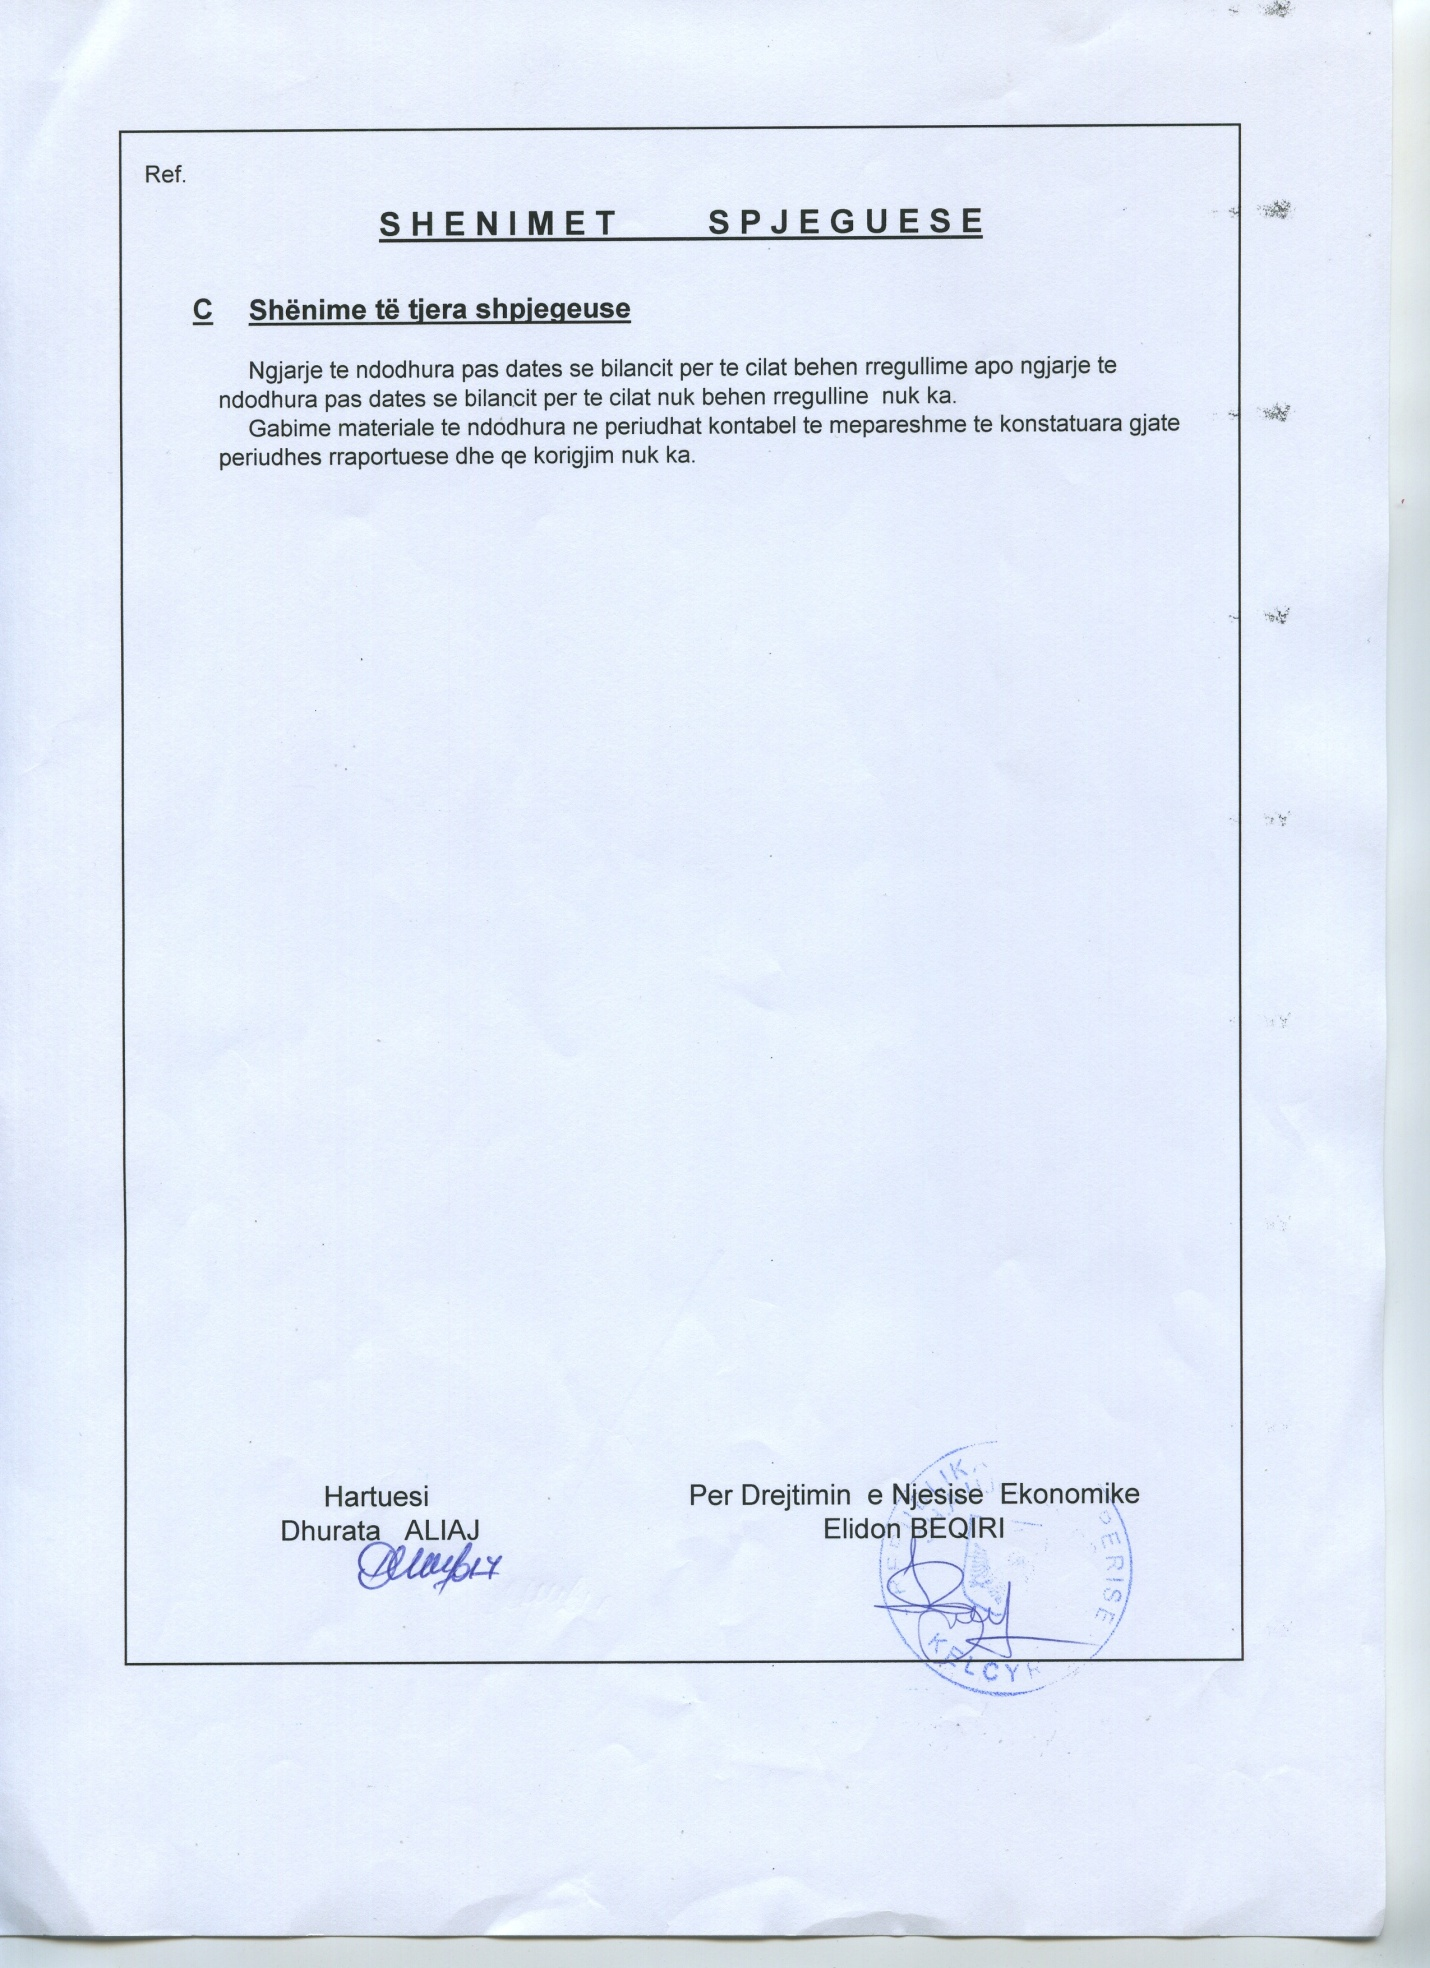 Ref.
SHENIMET SPJEGUESE
C Shënime të tjera shpjegeuse
Ngjarje te ndodhura pas dates se bilancit per te cilat behen rregullime apo ngjarje te
ndodhura pas dates se bilancit per te cilat nuk behen rregulline nuk ka.
Gabime materiale te ndodhura ne periudhat kontabel te mepareshme te konstatuara gjate
periudhes rraportuese dhe qe korigjim nuk ka.
Hartuesi
Dhurata ALIAJ
Per Drejtimin e Njesise Ekonomike
Elidon BEQIRI